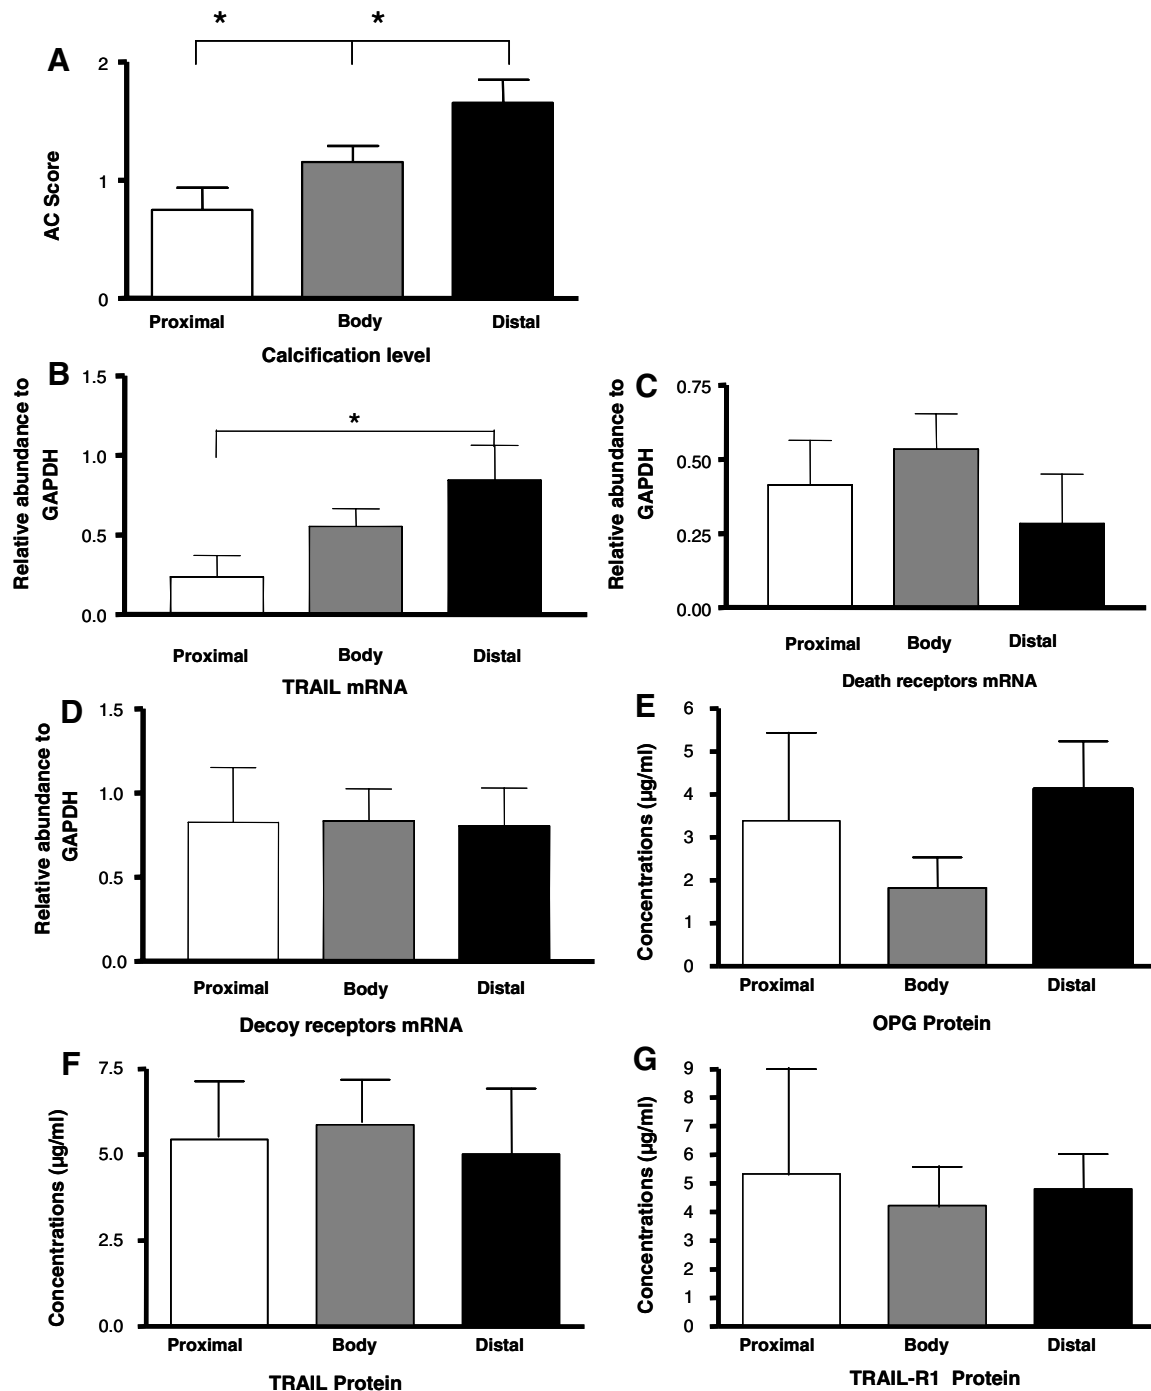 * *
A
2
1
0
AC Score
Proximal Body Distal
Calcification level
B
1.5
1.0
0.5
0.0
Relative abundance to
GAPDH
*
Proximal Body Distal
TRAIL mRNA
C
0.75
0.50
0.25
0.00
Relative abundance to
GAPDH
Proximal Body Distal
Death receptors mRNA
D
1.5
1.0
0.5
0.0
Relative abundance to
GAPDH
Proximal Body Distal
Decoy receptors mRNA
E
6
5
4
3
2
1
0
Concentrations (µg/ml)
Proximal Body Distal
OPG Protein
F
7.5
5.0
2.5
0.0
Concentrations (µg/ml)
Proximal Body Distal
TRAIL Protein
G
9
8
7
6
5
4
3
2
1
0
Concentrations (µg/ml)
Proximal Body Distal
TRAIL-R1 Protein